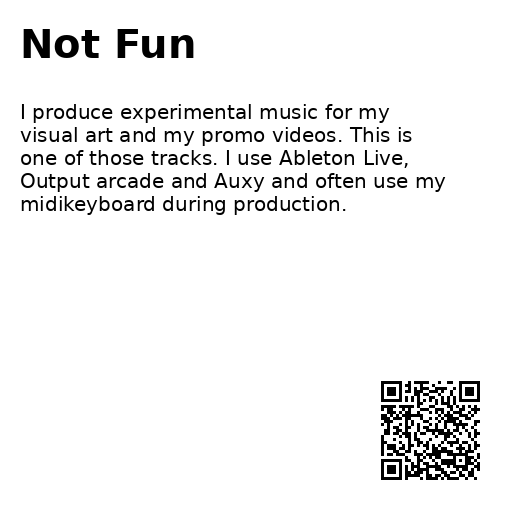 Not Fun
I produce experimental music for my
visual art and my promo videos. This is
one of those tracks. I use Ableton Live,
Output arcade and Auxy and often use my
midikeyboard during production.